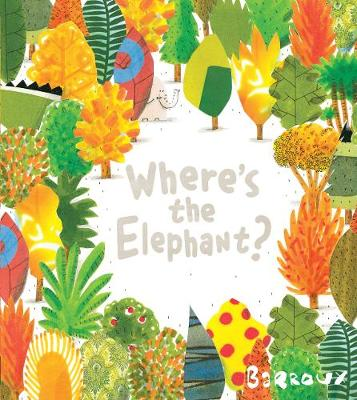 Where's
the
Elephant?
BARROUX